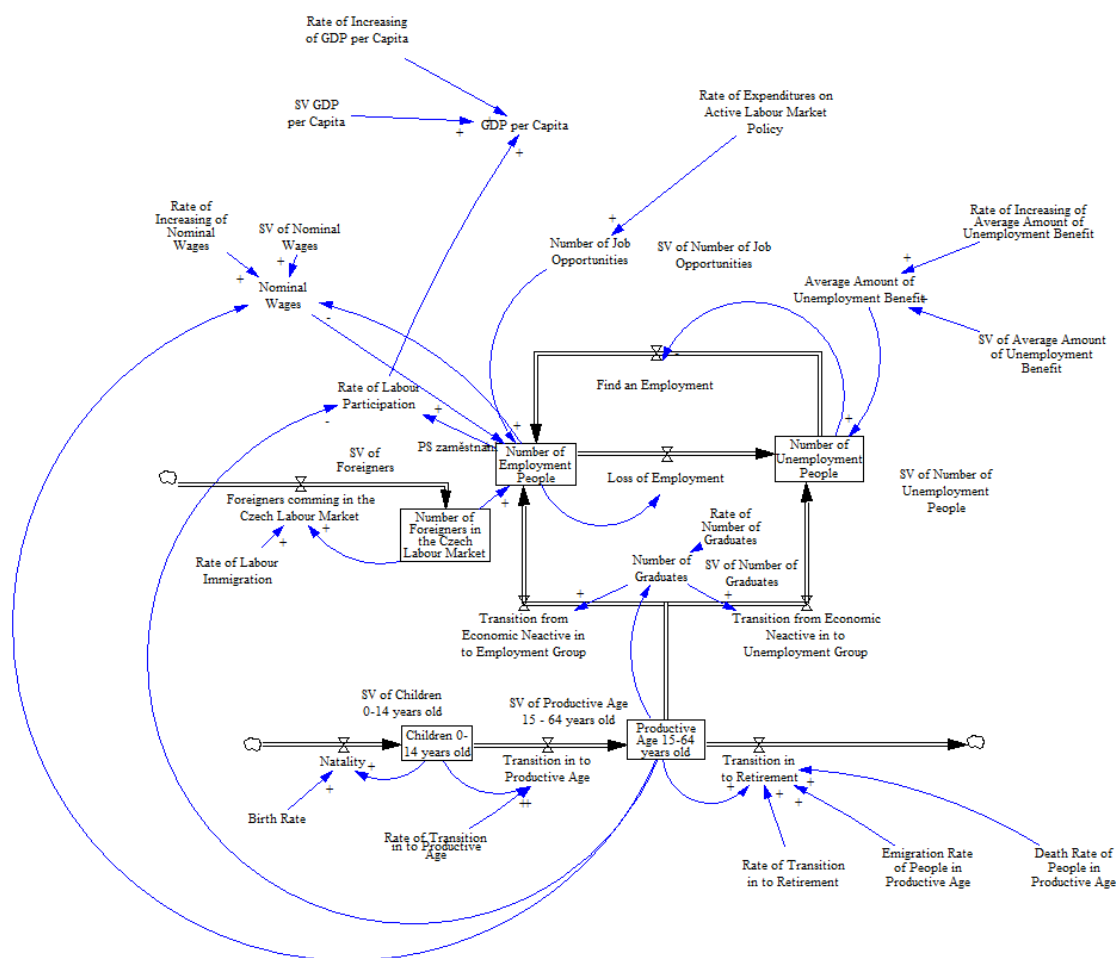 Rate of Increasing
of GDP per Capita
SV GDP
per Capita
+
GDP per Capita
+
Rate of Expenditures on
Active Labour Market
Policy
Rate of
Increasing of
Nominal
Wages
SV of Nominal
Wages
+
+
Nominal
Wages
-
+
Number of Job
Opportunities
SV of Number of Job
Opportunities
Rate of Increasing of
Average Amount of
Unemployment Benefit
+
Average Amount of
Unemployment Benefit
+
SV of Average Amount
of Unemployment
Benefit
-
Find an Employment
Rate of Labour
Participation
-
+
+
+
PS zaměstnaní
Number of
Employment
People
Number of
Unemployment
People
SV of
Foreigners
Loss of Employment
SV of Number of
Unemployment
People
Foreigners comming in the
Czech Labour Market
+
+
+
Number of
Foreigners in
the Czech
Labour Market
Rate of Labour
Immigration
Rate of
Number of
Graduates
Number of
Graduates
SV of Number of
Graduates
+
+
Transition from
Economic Neactive in
to Employment Group
Transition from Economic
Neactive in to
Unemployment Group
SV of Children
0-14 years old
SV of Productive Age
15 - 64 years old
Children 0-
14 years old
Productive
Age 15-64
years old
Natality
+
+
Transition in to
Productive Age
++
Transition in
to Retirement
+
+
+
+
Birth Rate
Rate of Transition
in to Productive
Age
Rate of Transition
in to Retirement
Emigration Rate
of People in
Productive Age
Death Rate of
People in
Productive Age